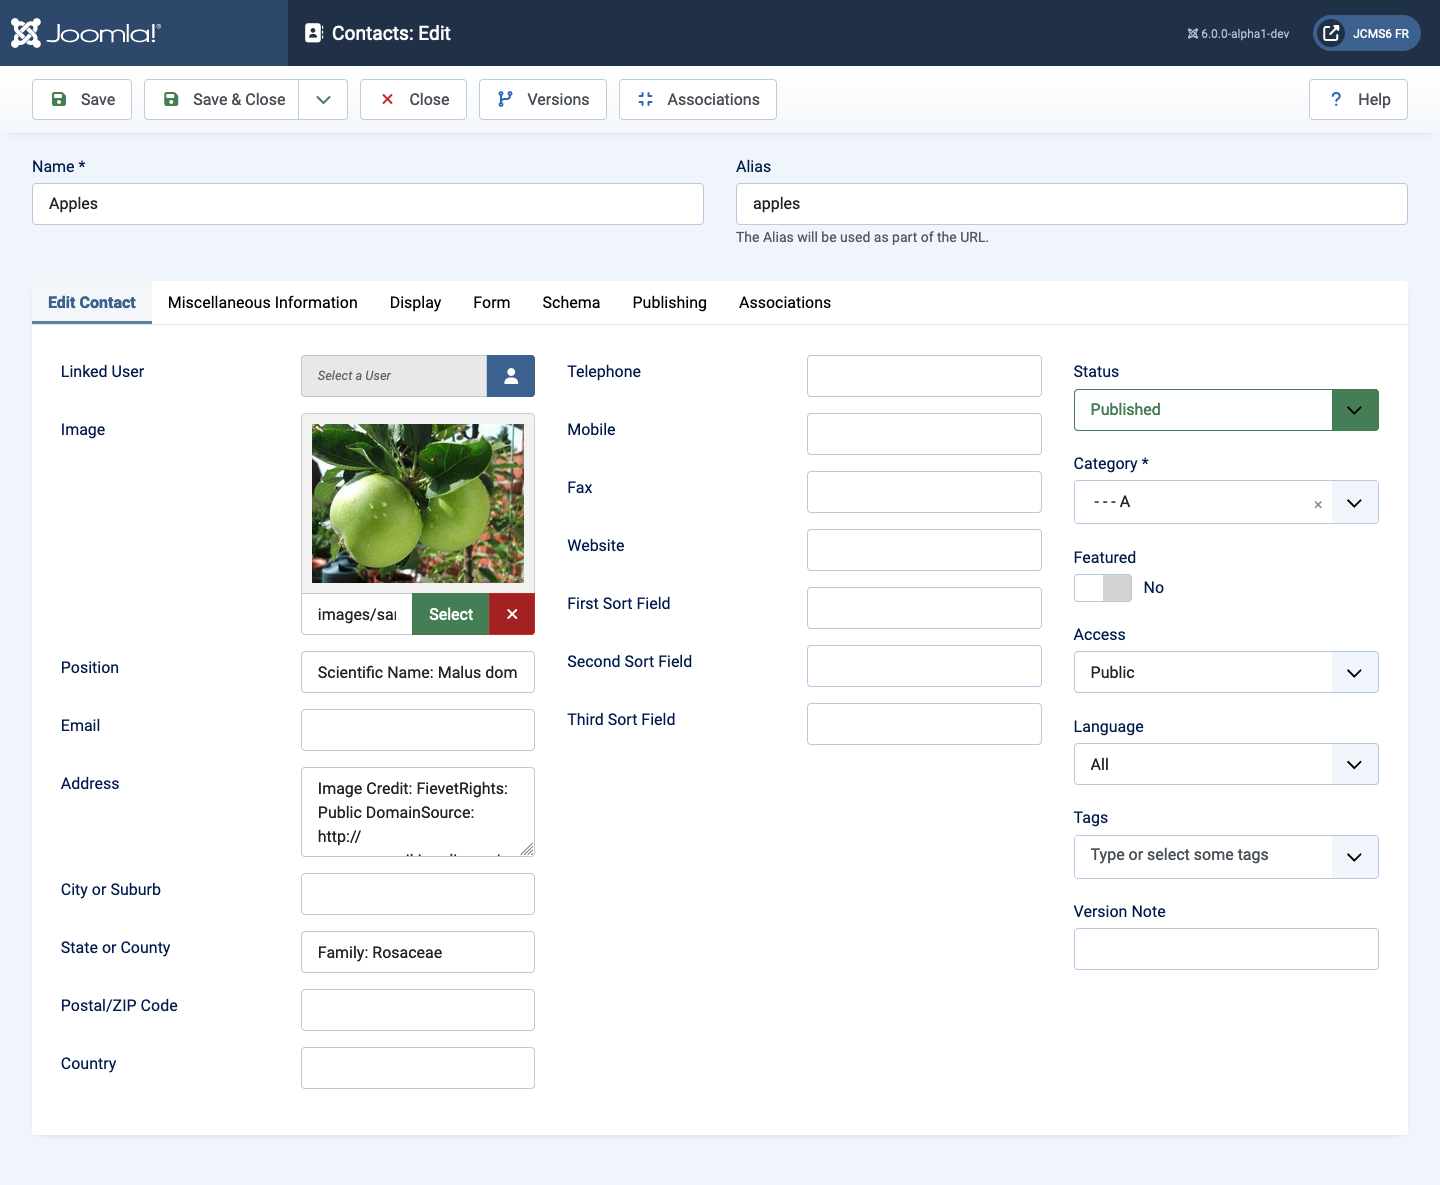 Joomla!®
Contacts: Edit
6.0.0-alpha1-dev
JCMS6 FR
Save
Save & Close
Close
Versions
Associations
? Help
Name *
Apples
Alias
apples
The Alias will be used as part of the URL.
Edit Contact
Miscellaneous Information
Display
Form
Schema
Publishing
Associations
Linked User
Select a User
Image
images/sar
Select
Position
Scientific Name: Malus dom
Email
Address
Image Credit: FievetRights:
Public DomainSource:
http://
City or Suburb
State or County
Family: Rosaceae
Postal/ZIP Code
Country
Telephone
Mobile
Fax
Website
First Sort Field
Second Sort Field
Third Sort Field
Status
Published
Category *
- - - A
×
Featured
No
Access
Public
Language
All
Tags
Type or select some tags
Version Note